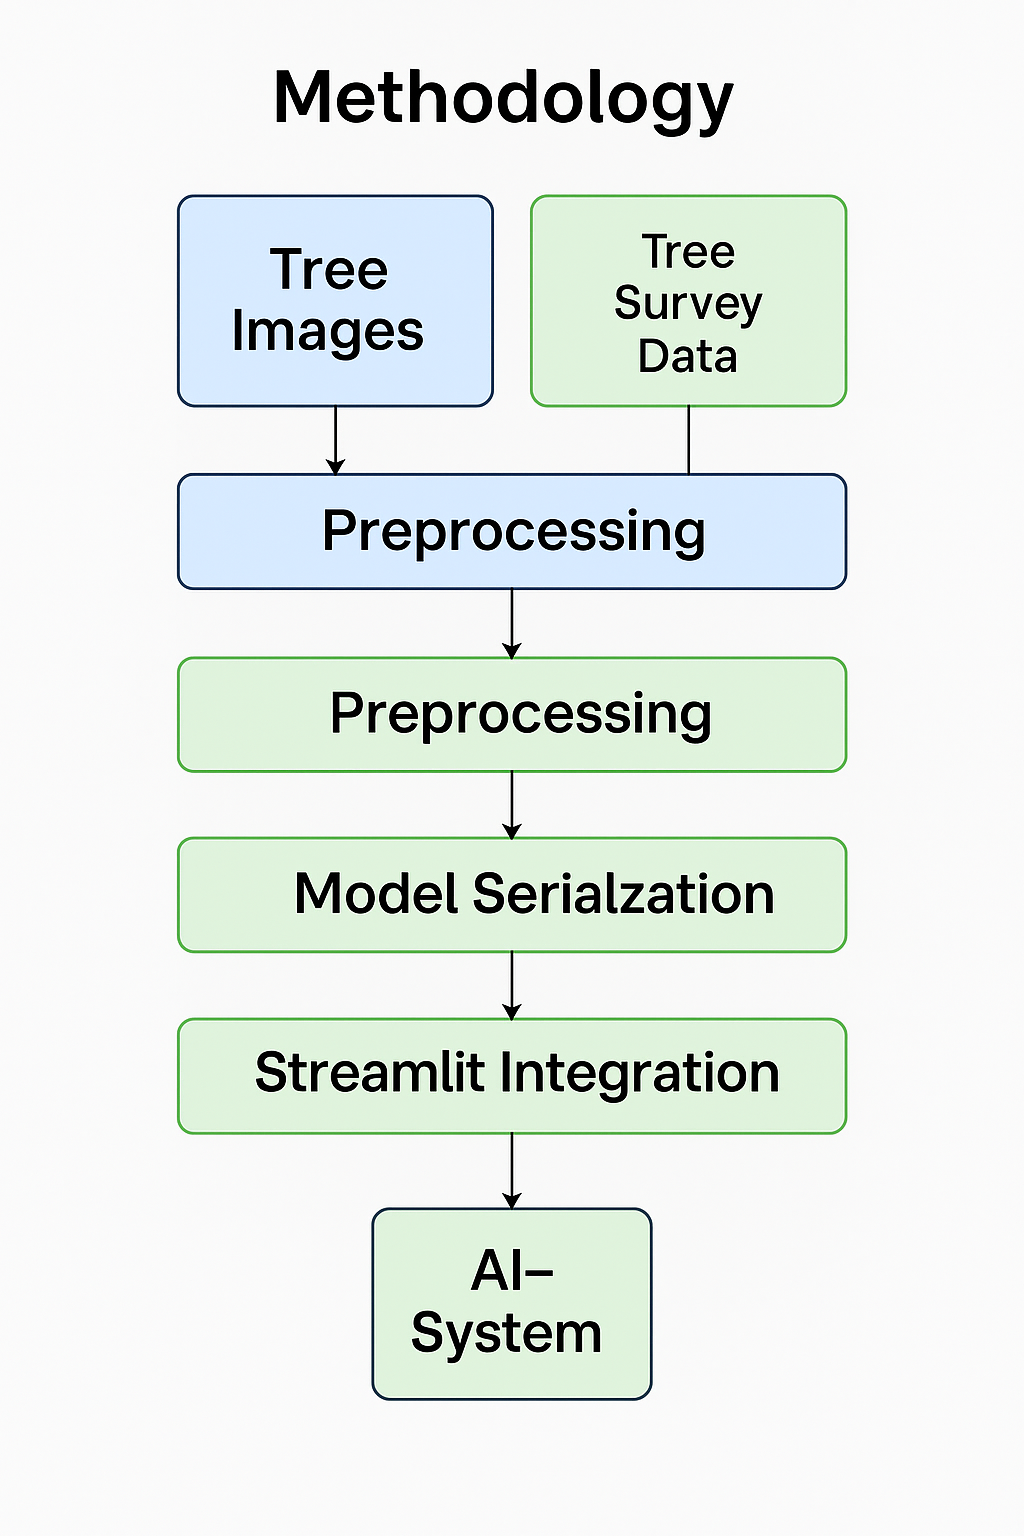 Methodology
Tree
Images
Tree
Survey
Data
Preprocessing
Preprocessing
Model Serialzation
Streamlit Integration
AI–
System